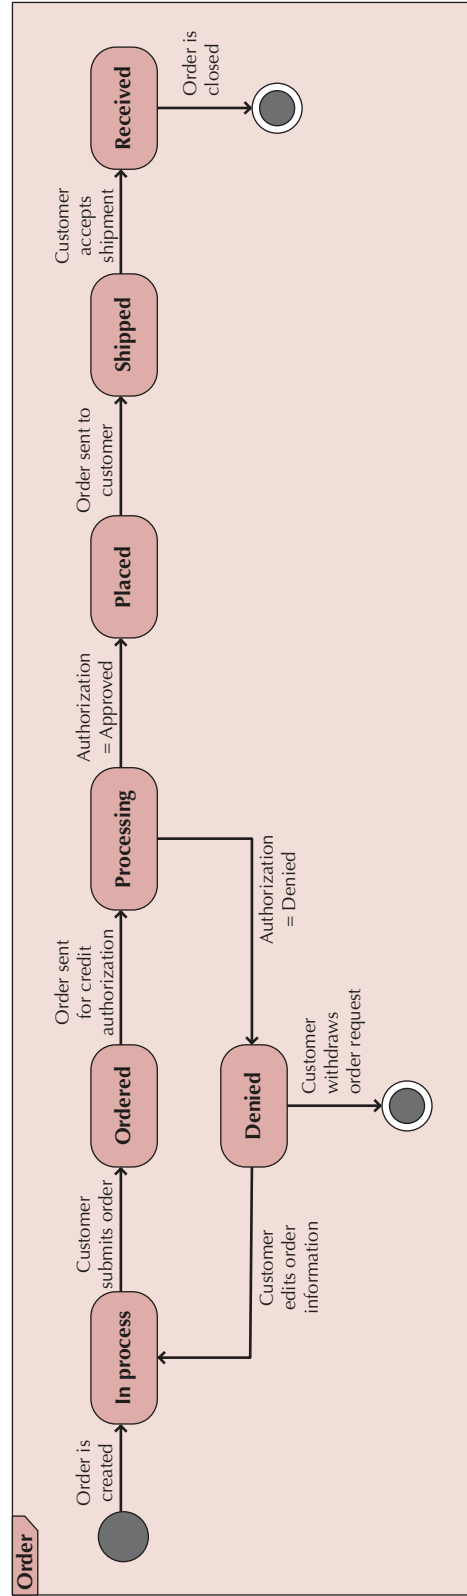 Order
Order is
created
In process
Customer
submits order
Ordered
Order sent
for credit
authorization
Processing
Authorization
= Approved
Placed
Order sent to
customer
Shipped
Customer
accepts
shipment
Received
Order is
closed
Authorization
= Denied
Denied
Customer
withdraws
order request
Customer
edits order
information